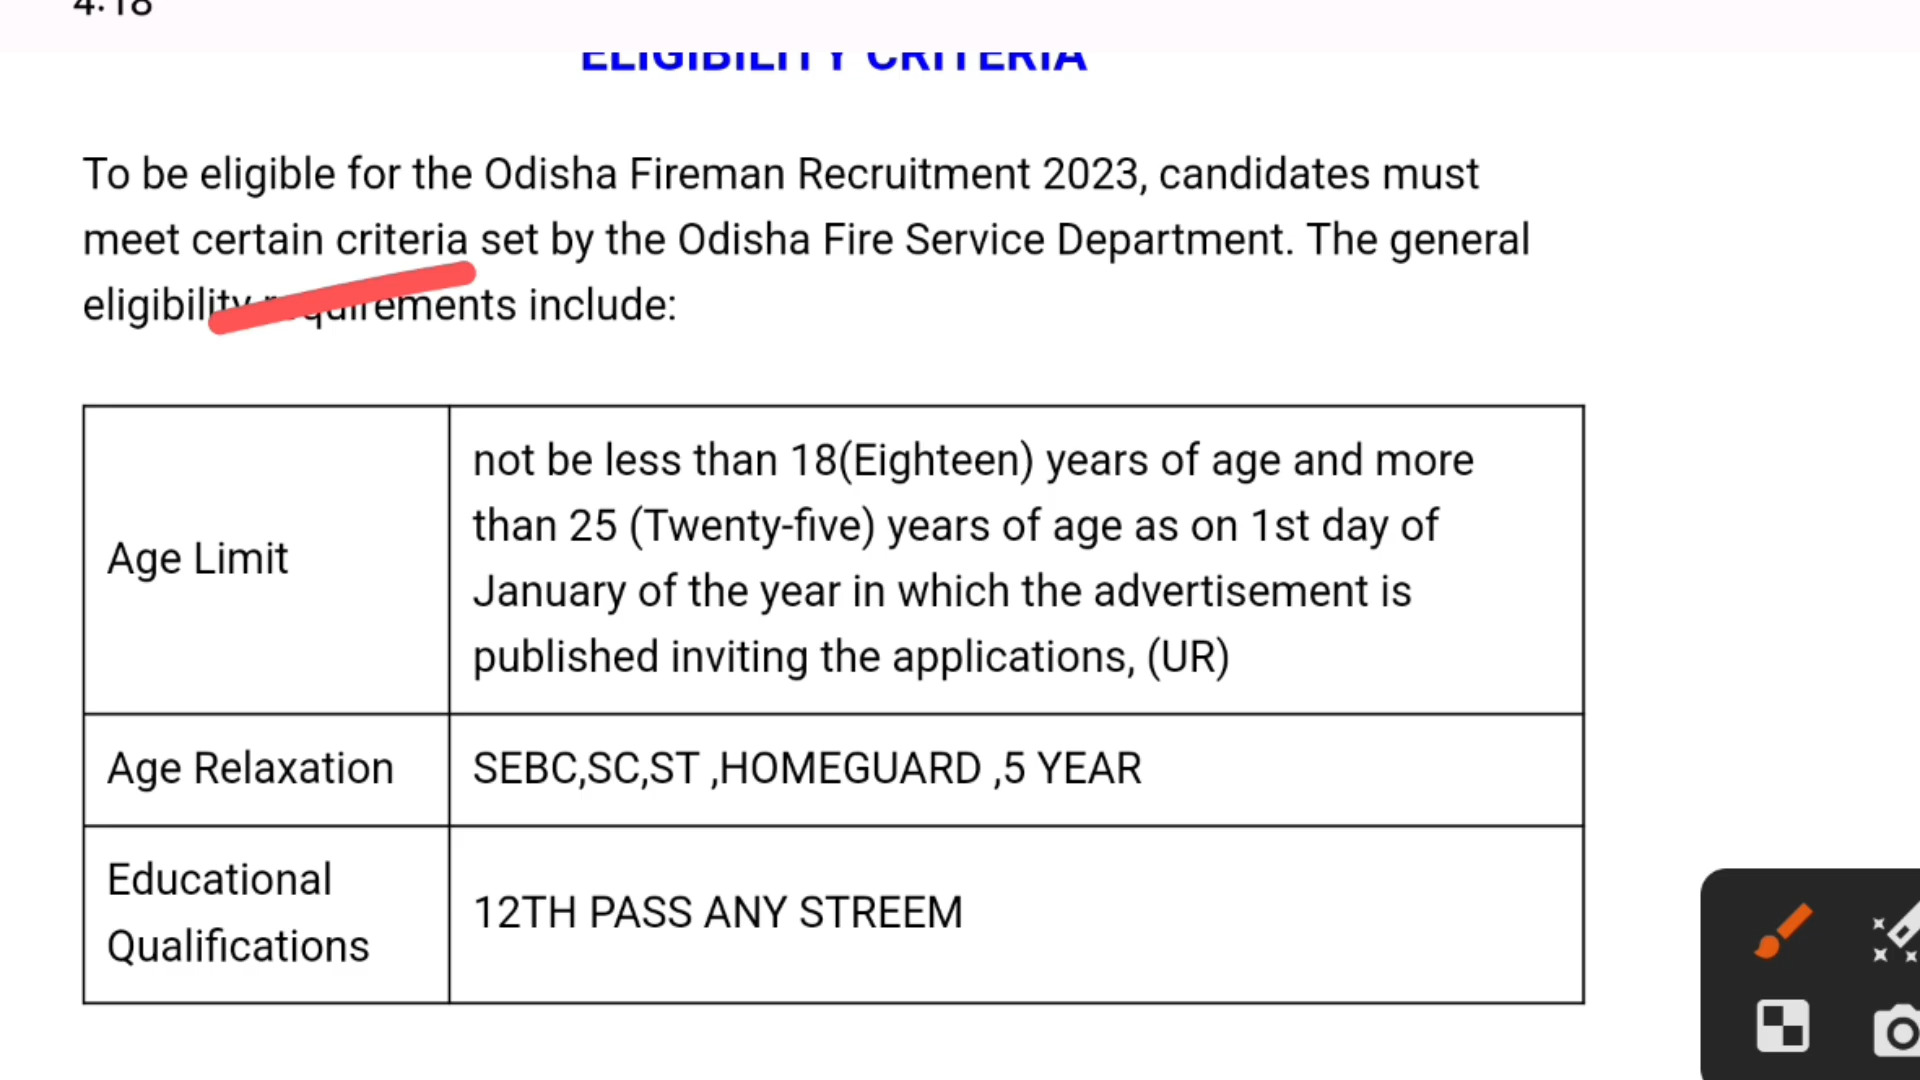 4:18
ELIGIBILITY CRITERIA
To be eligible for the Odisha Fireman Recruitment 2023, candidates must
meet certain criteria set by the Odisha Fire Service Department. The general
eligibility requirements include:
Age Limit
not be less than 18(Eighteen) years of age and more
than 25 (Twenty-five) years of age as on 1st day of
January of the year in which the advertisement is
published inviting the applications, (UR)
Age Relaxation
SEBC,SC,ST ,HOMEGUARD ,5 YEAR
Educational
Qualifications
12TH PASS ANY STREEM